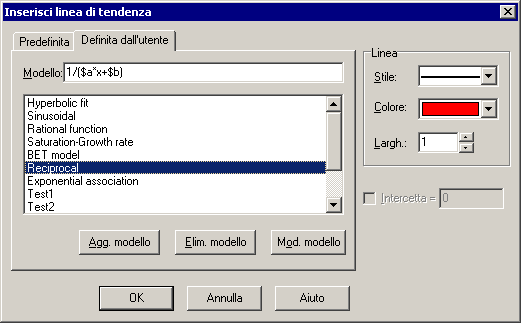 Inserisci linea di tendenza
Predefinita
Definita dall'utente
Modello:
1/($a*x+$b)
Hyperbolic fit
Sinusoidal
Rational function
Saturation-Growth rate
BET model
Reciprocal
Exponential association
Test1
Test2
Agg. modello
Elim. modello
Mod. modello
Linea
Stile:
Colore:
Largh.: 1
Intercetta = 0
OK
Annulla
Aiuto